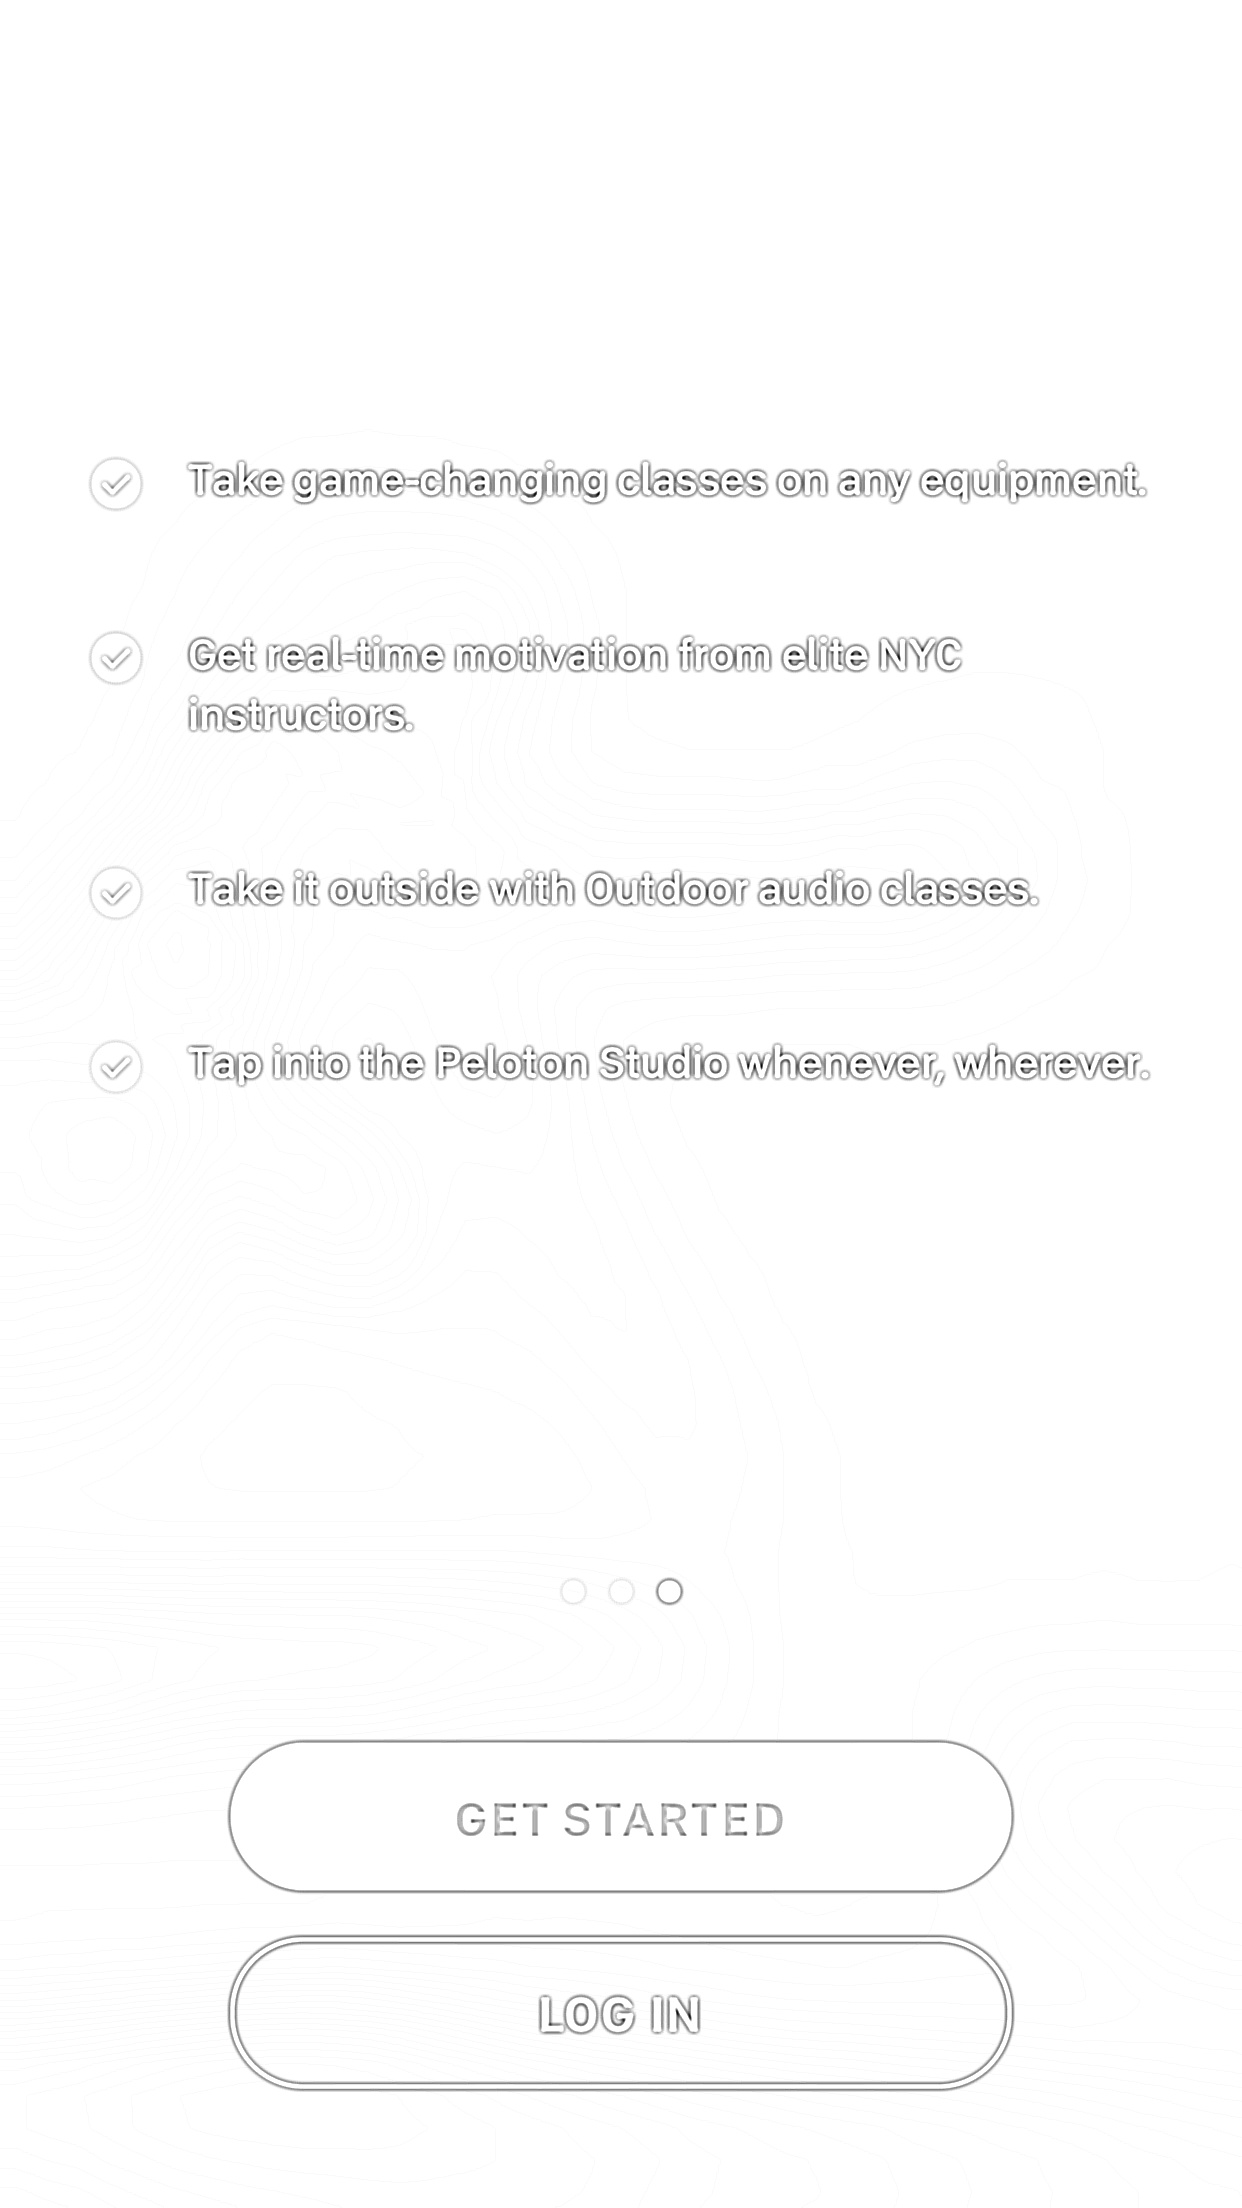 Take game-changing classes on any equipment.
Get real-time motivation from elite NYC
instructors.
Take it outside with Outdoor audio classes.
Tap into the Peloton Studio whenever, wherever.
GET STARTED
LOG IN